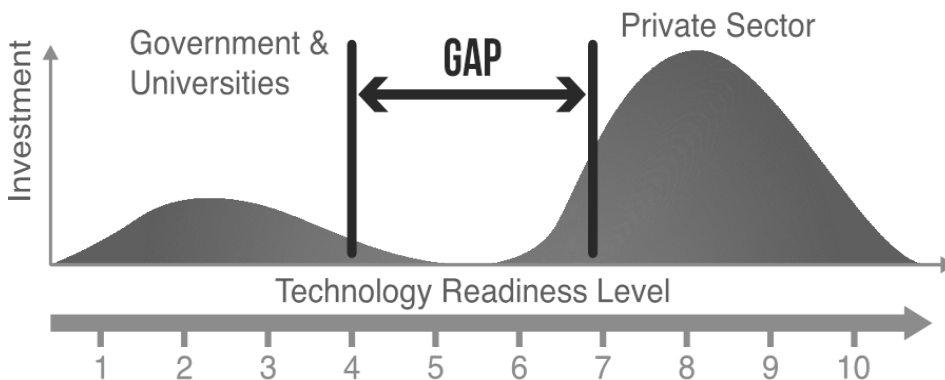 Government &
Universities
GAP
Private Sector
Investment
Technology Readiness Level
1 2 3 4 5 6 7 8 9 10